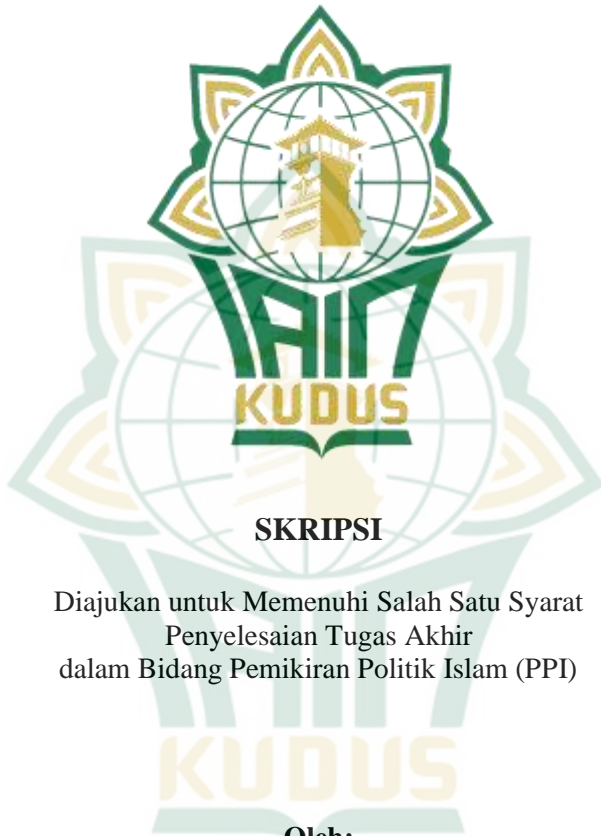 IAIN
KUDUS
SKRIPSI
Diajukan untuk Memenuhi Salah Satu Syarat
Penyelesaian Tugas Akhir
dalam Bidang Pemikiran Politik Islam (PPI)
KUDUS
Oleh: